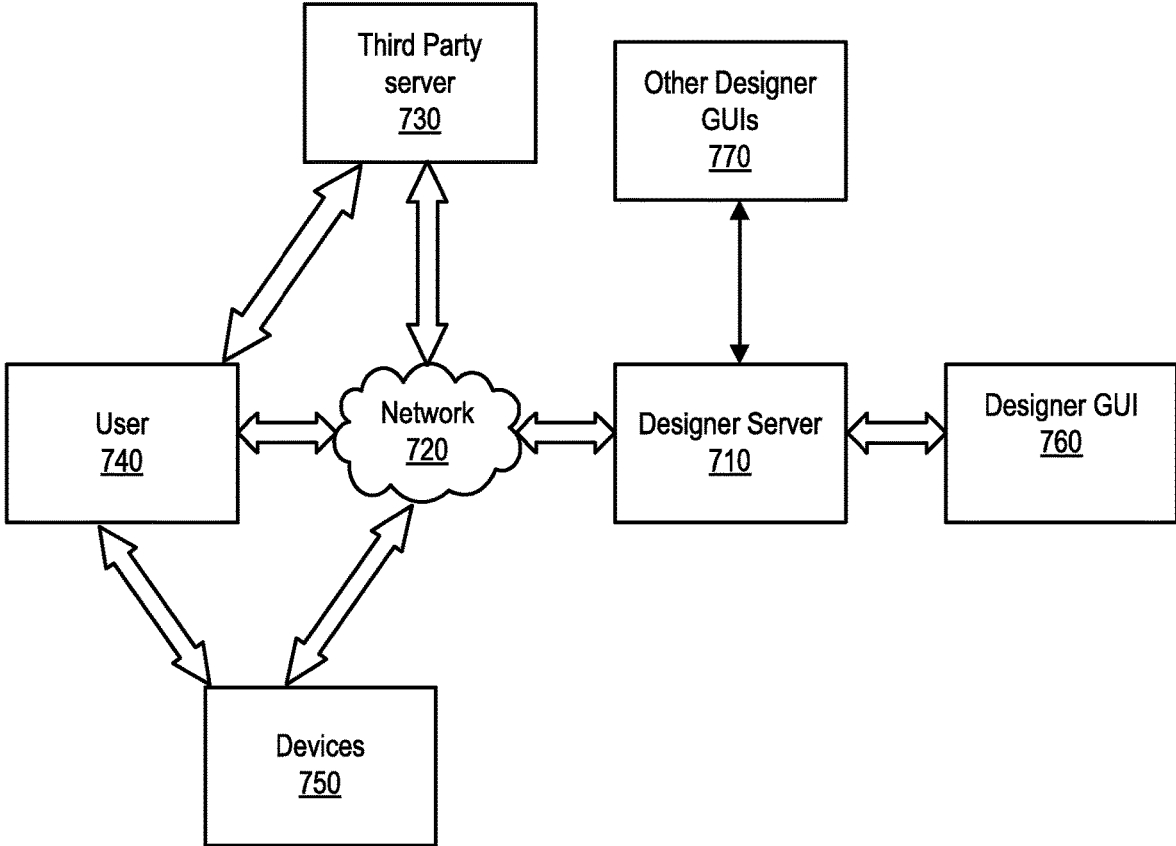 Third Party
server
730
Other Designer
GUIs
770
User
740
Network
720
Designer Server
710
Designer GUI
760
Devices
750